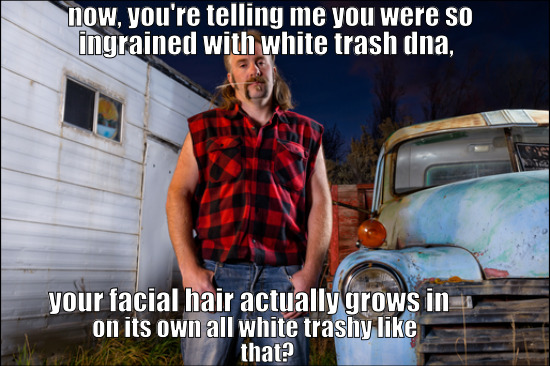 now, you're telling me you were so
ingrained with white trash dna,
your facial hair actually grows in
on its own all white trashy like
that?